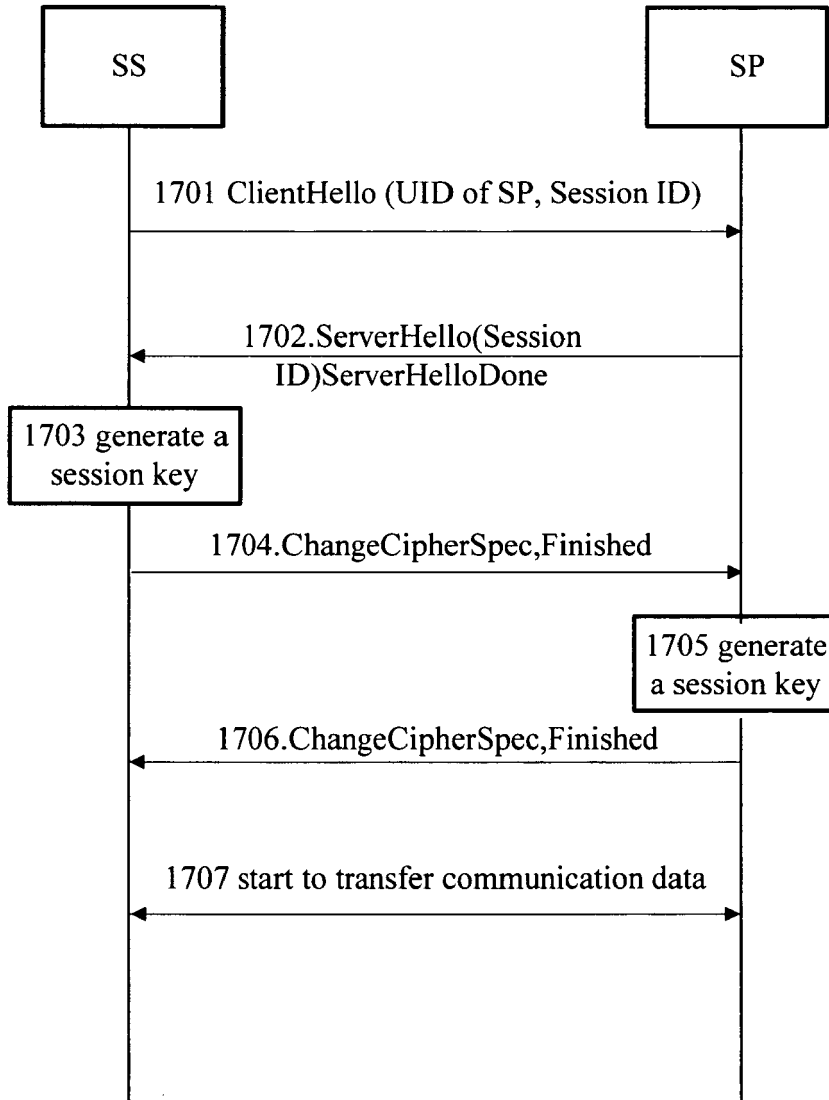 SS
SP
1701 ClientHello (UID of SP, Session ID)
1702.ServerHello(Session
ID)ServerHelloDone
1703 generate a
session key
1704.ChangeCipherSpec,Finished
1705 generate
a session key
1706.ChangeCipherSpec,Finished
1707 start to transfer communication data